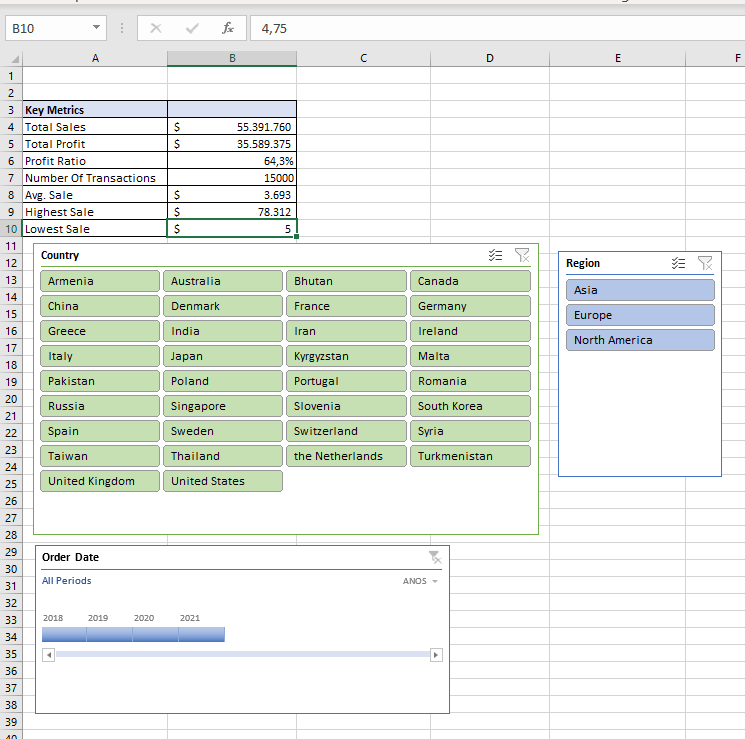 B10 fx 4,75
A B C D E F
1
2
3 Key Metrics
4 Total Sales $ 55.391.760
5 Total Profit $ 35.589.375
6 Profit Ratio 64,3%
7 Number Of Transactions 15000
8 Avg. Sale $ 3.693
9 Highest Sale $ 78.312
10 Lowest Sale $ 5
11
12 Country Region
13 Armenia Australia Bhutan Canada Asia
14
15 China Denmark France Germany Europe
16 Greece India Iran Ireland North America
17
18 Italy Japan Kyrgyzstan Malta
19 Pakistan Poland Portugal Romania
20
21 Russia Singapore Slovenia South Korea
22 Spain Sweden Switzerland Syria
23
24 Taiwan Thailand the Netherlands Turkmenistan
25 United Kingdom United States
26
27
28
29 Order Date
30
31 All Periods ANOS
32
33 2018 2019 2020 2021
34
35
36
37
38
39